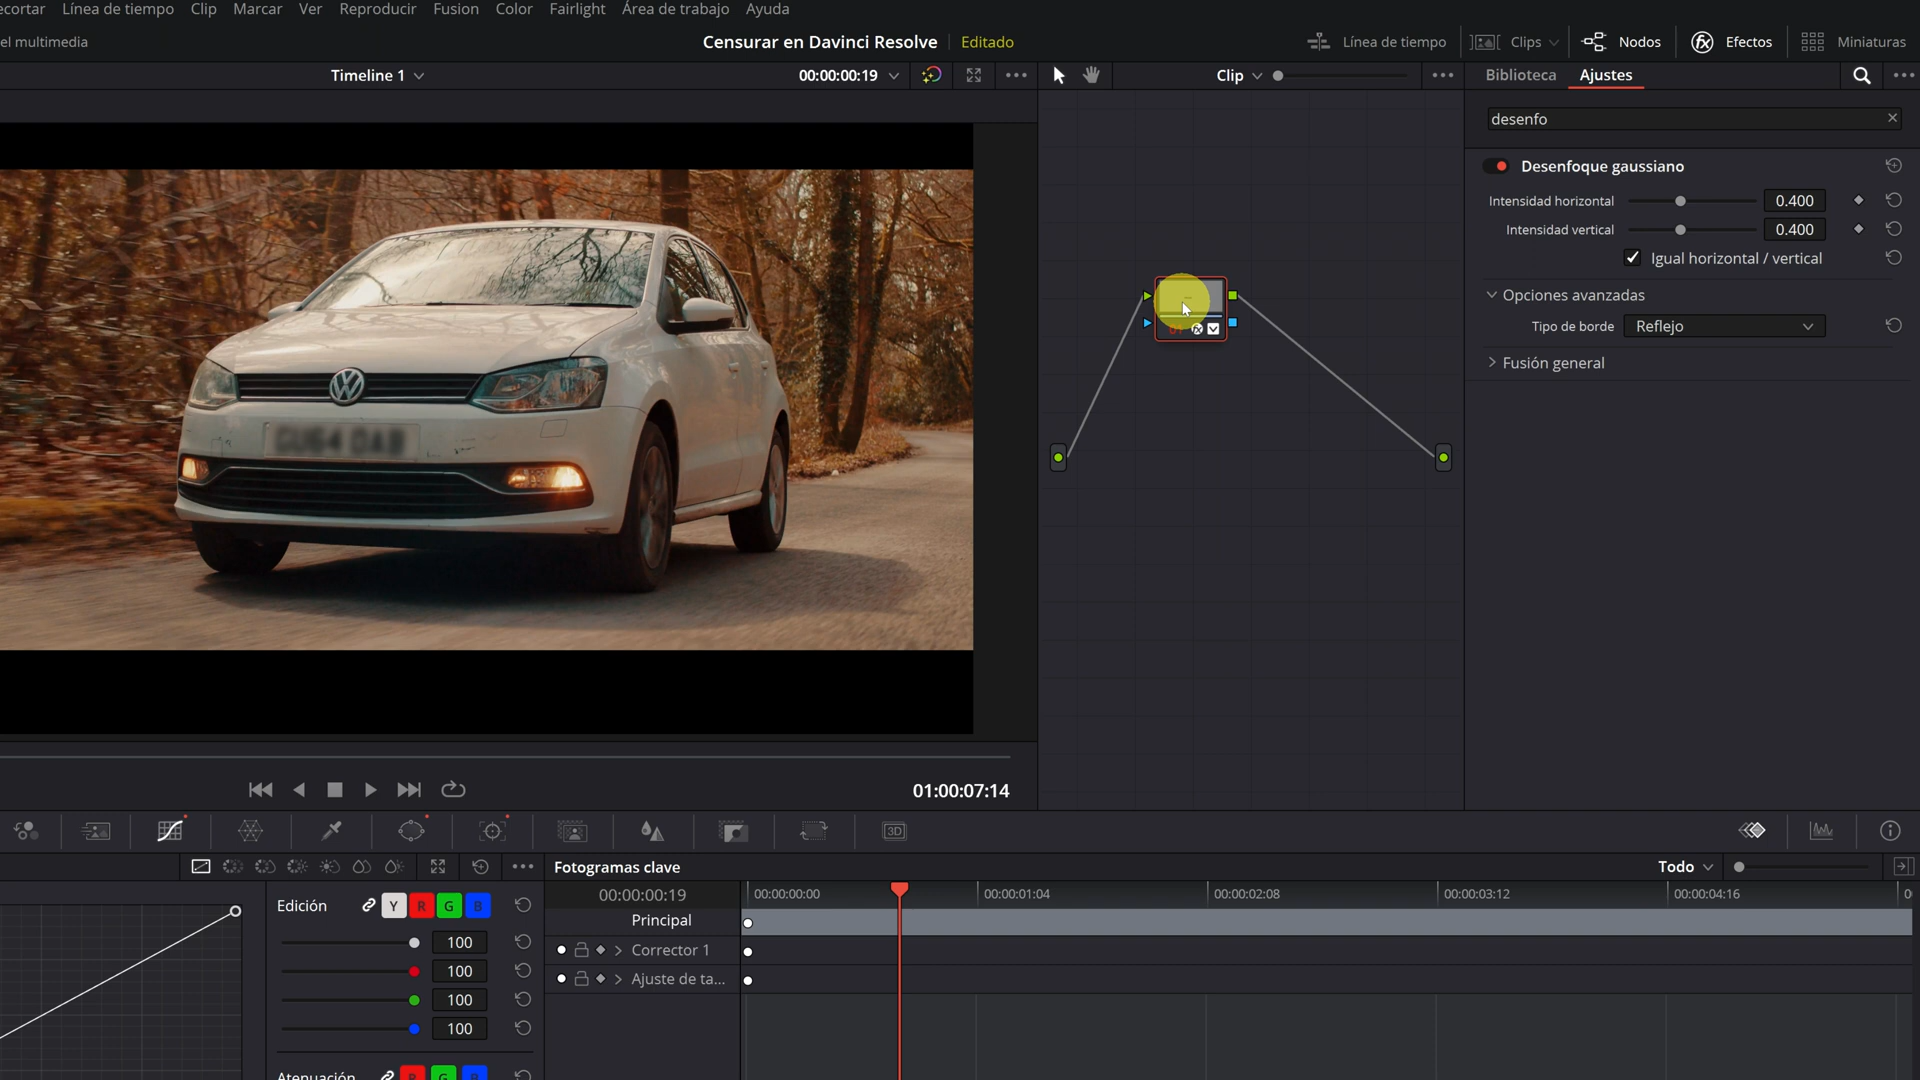 ecortar Línea de tiempo Clip Marcar Ver Reproducir Fusion Color Fairlight Área de trabajo Ayuda
el multimedia
Censurar en Davinci Resolve Editado
Línea de tiempo Clips Nodos Efectos Miniaturas
Timeline 1 00:00:00:19 Clip Biblioteca Ajustes
desenfo
Desenfoque gaussiano
Intensidad horizontal 0.400
Intensidad vertical 0.400
Igual horizontal / vertical
Opciones avanzadas
Tipo de borde Reflejo
Fusión general
01
01:00:07:14
3D
Fotogramas clave Todo
00:00:00:19 00:00:00:00 00:00:01:04 00:00:02:08 00:00:03:12 00:00:04:16 0
Edición Y R G B
Principal
100
Corrector 1
100
Ajuste de ta...
100
100
Atenuación R G B